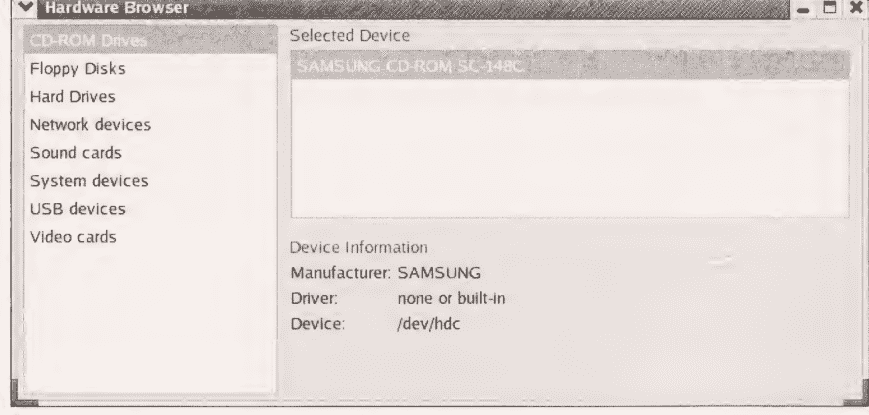 Hardware Browser
CD-ROM Drives
Floppy Disks
Hard Drives
Network devices
Sound cards
System devices
USB devices
Video cards
Selected Device
SAMSUNG CD-ROM SC-148C
Device Information
Manufacturer: SAMSUNG
Driver: none or built-in
Device: /dev/hdc